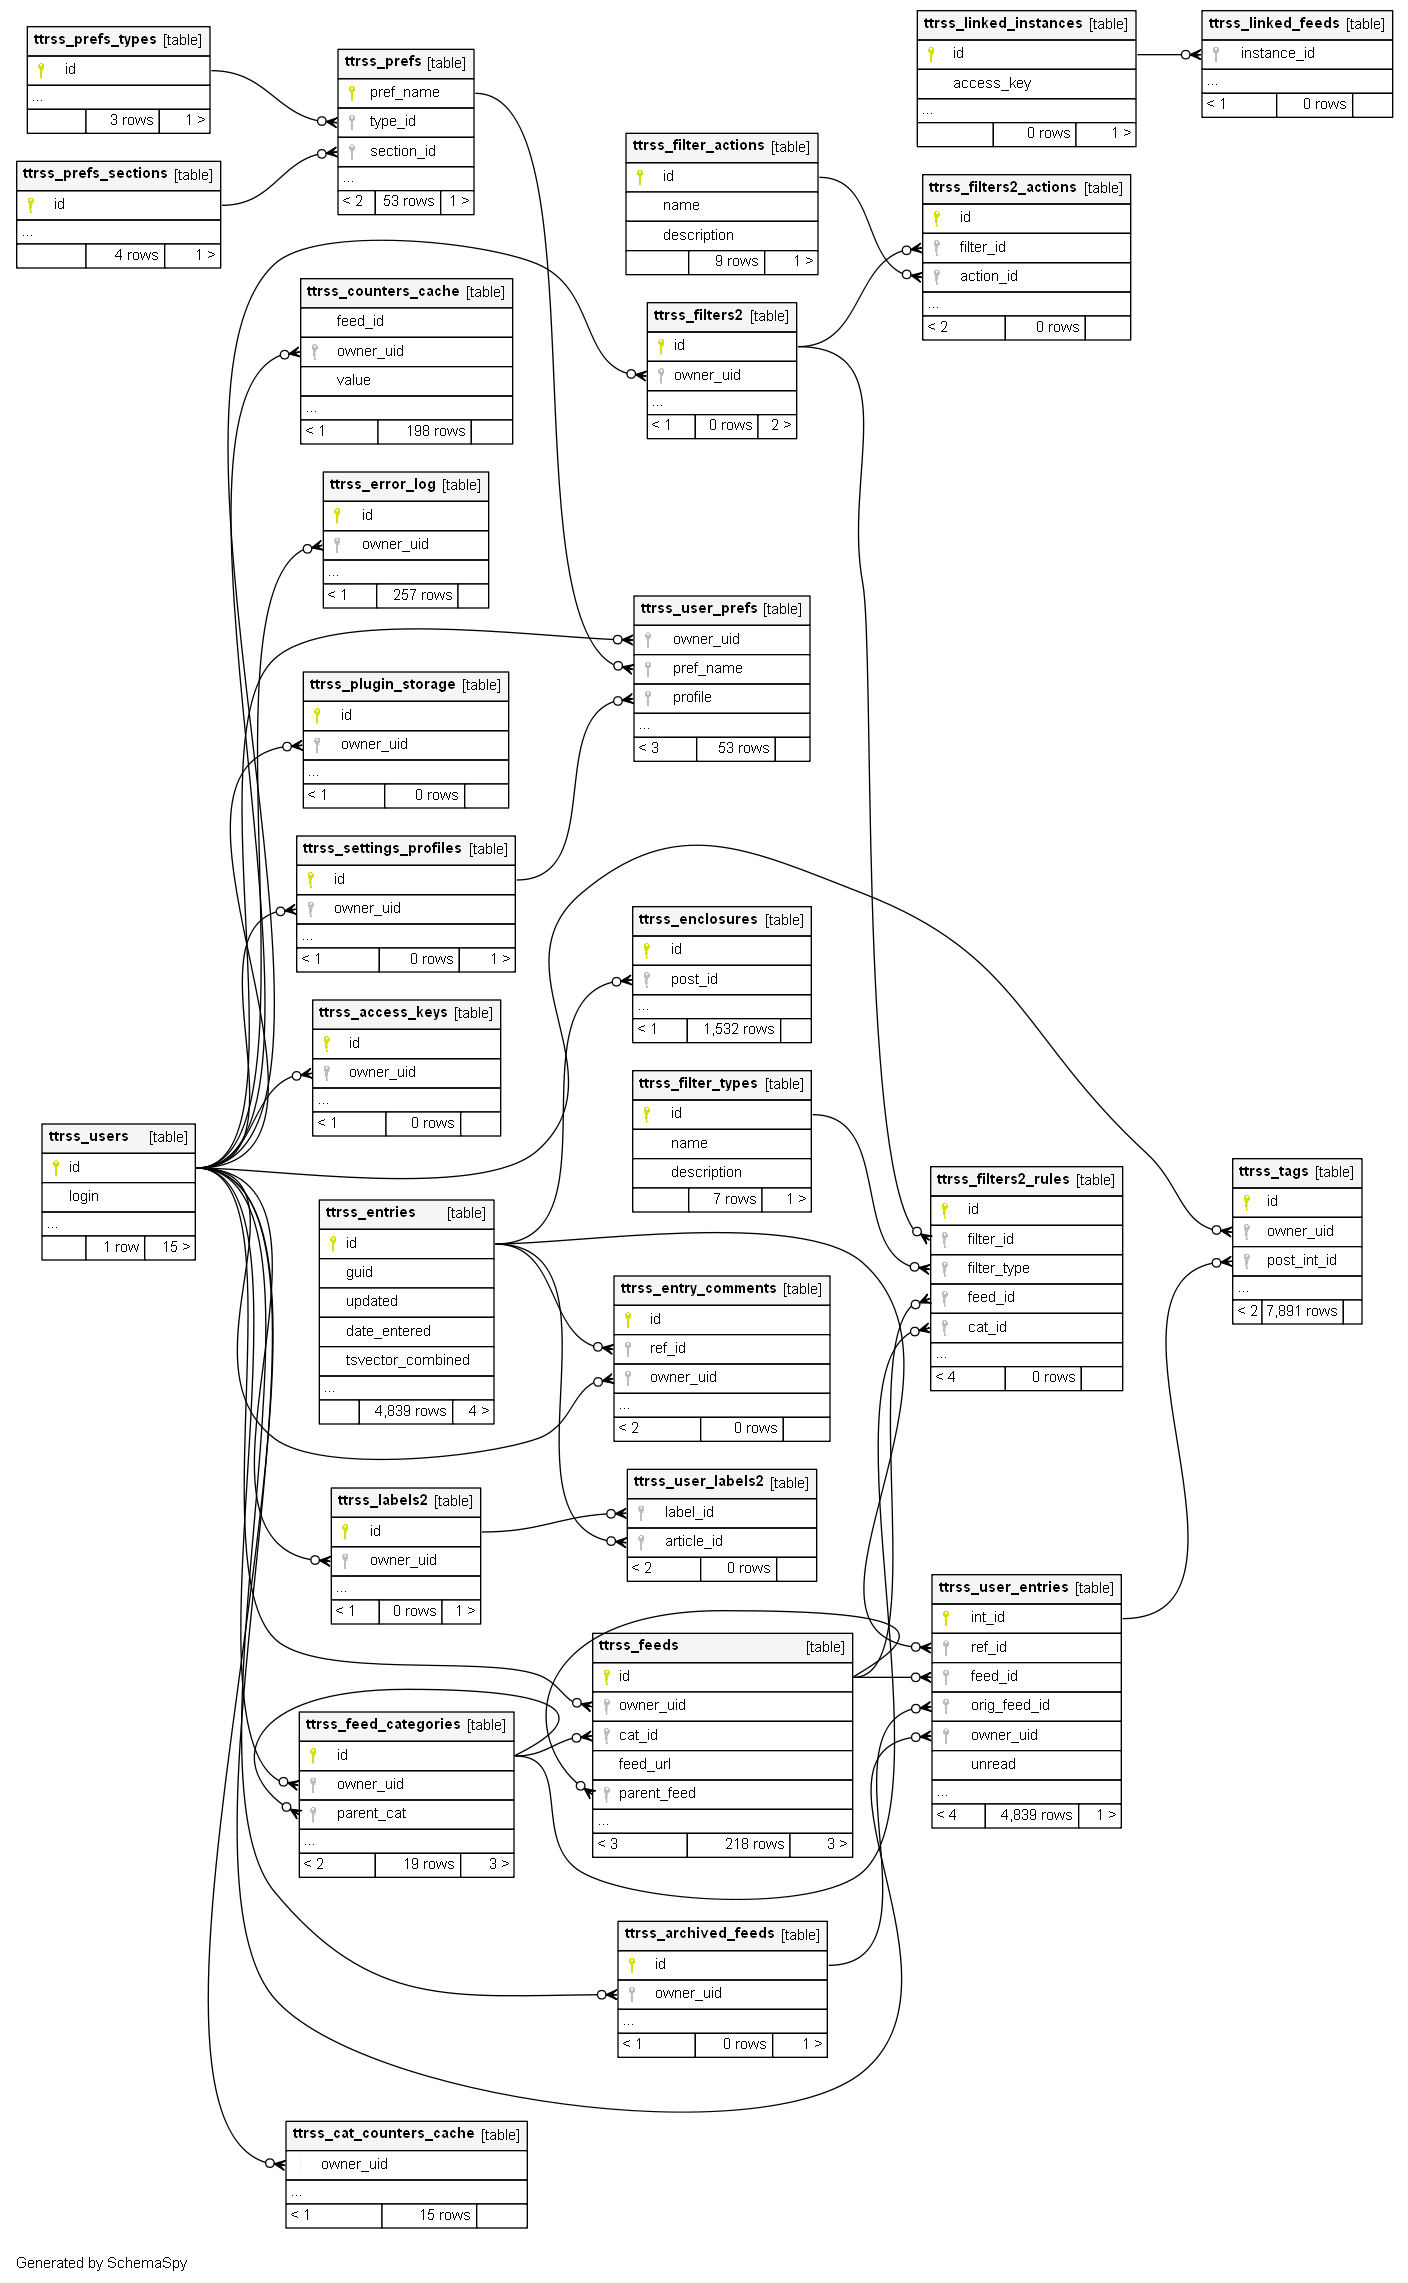 ttrss_prefs_types [table]
id
...
3 rows 1 >
ttrss_prefs_sections [table]
id
...
4 rows 1 >
ttrss_prefs [table]
pref_name
type_id
section_id
...
< 2 53 rows 1 >
ttrss_linked_instances [table]
id
access_key
...
0 rows 1 >
ttrss_linked_feeds [table]
instance_id
...
< 1 0 rows
ttrss_filter_actions [table]
id
name
description
9 rows 1 >
ttrss_filters2_actions [table]
id
filter_id
action_id
...
< 2 0 rows
ttrss_counters_cache [table]
feed_id
owner_uid
value
...
< 1 198 rows
ttrss_filters2 [table]
id
owner_uid
...
< 1 0 rows 2 >
ttrss_error_log [table]
id
owner_uid
...
< 1 257 rows
ttrss_user_prefs [table]
owner_uid
pref_name
profile
...
< 3 53 rows
ttrss_plugin_storage [table]
id
owner_uid
...
< 1 0 rows
ttrss_settings_profiles [table]
id
owner_uid
...
< 1 0 rows 1 >
ttrss_enclosures [table]
id
post_id
...
< 1 1,532 rows
ttrss_access_keys [table]
id
owner_uid
...
< 1 0 rows
ttrss_filter_types [table]
id
name
description
7 rows 1 >
ttrss_users [table]
id
login
...
1 row 15 >
ttrss_filters2_rules [table]
id
filter_id
filter_type
feed_id
cat_id
...
< 4 0 rows
ttrss_tags [table]
id
owner_uid
post_int_id
...
< 2 7,891 rows
ttrss_entries [table]
id
guid
updated
date_entered
tsvector_combined
...
4,839 rows 4 >
ttrss_entry_comments [table]
id
ref_id
owner_uid
...
< 2 0 rows
ttrss_user_labels2 [table]
label_id
article_id
< 2 0 rows
ttrss_labels2 [table]
id
owner_uid
...
< 1 0 rows 1 >
ttrss_user_entries [table]
int_id
ref_id
feed_id
orig_feed_id
owner_uid
unread
...
< 4 4,839 rows 1 >
ttrss_feeds [table]
id
owner_uid
cat_id
feed_url
parent_feed
...
< 3 218 rows 3 >
ttrss_feed_categories [table]
id
owner_uid
parent_cat
...
< 2 19 rows 3 >
ttrss_archived_feeds [table]
id
owner_uid
...
< 1 0 rows 1 >
ttrss_cat_counters_cache [table]
owner_uid
...
< 1 15 rows
Generated by SchemaSpy